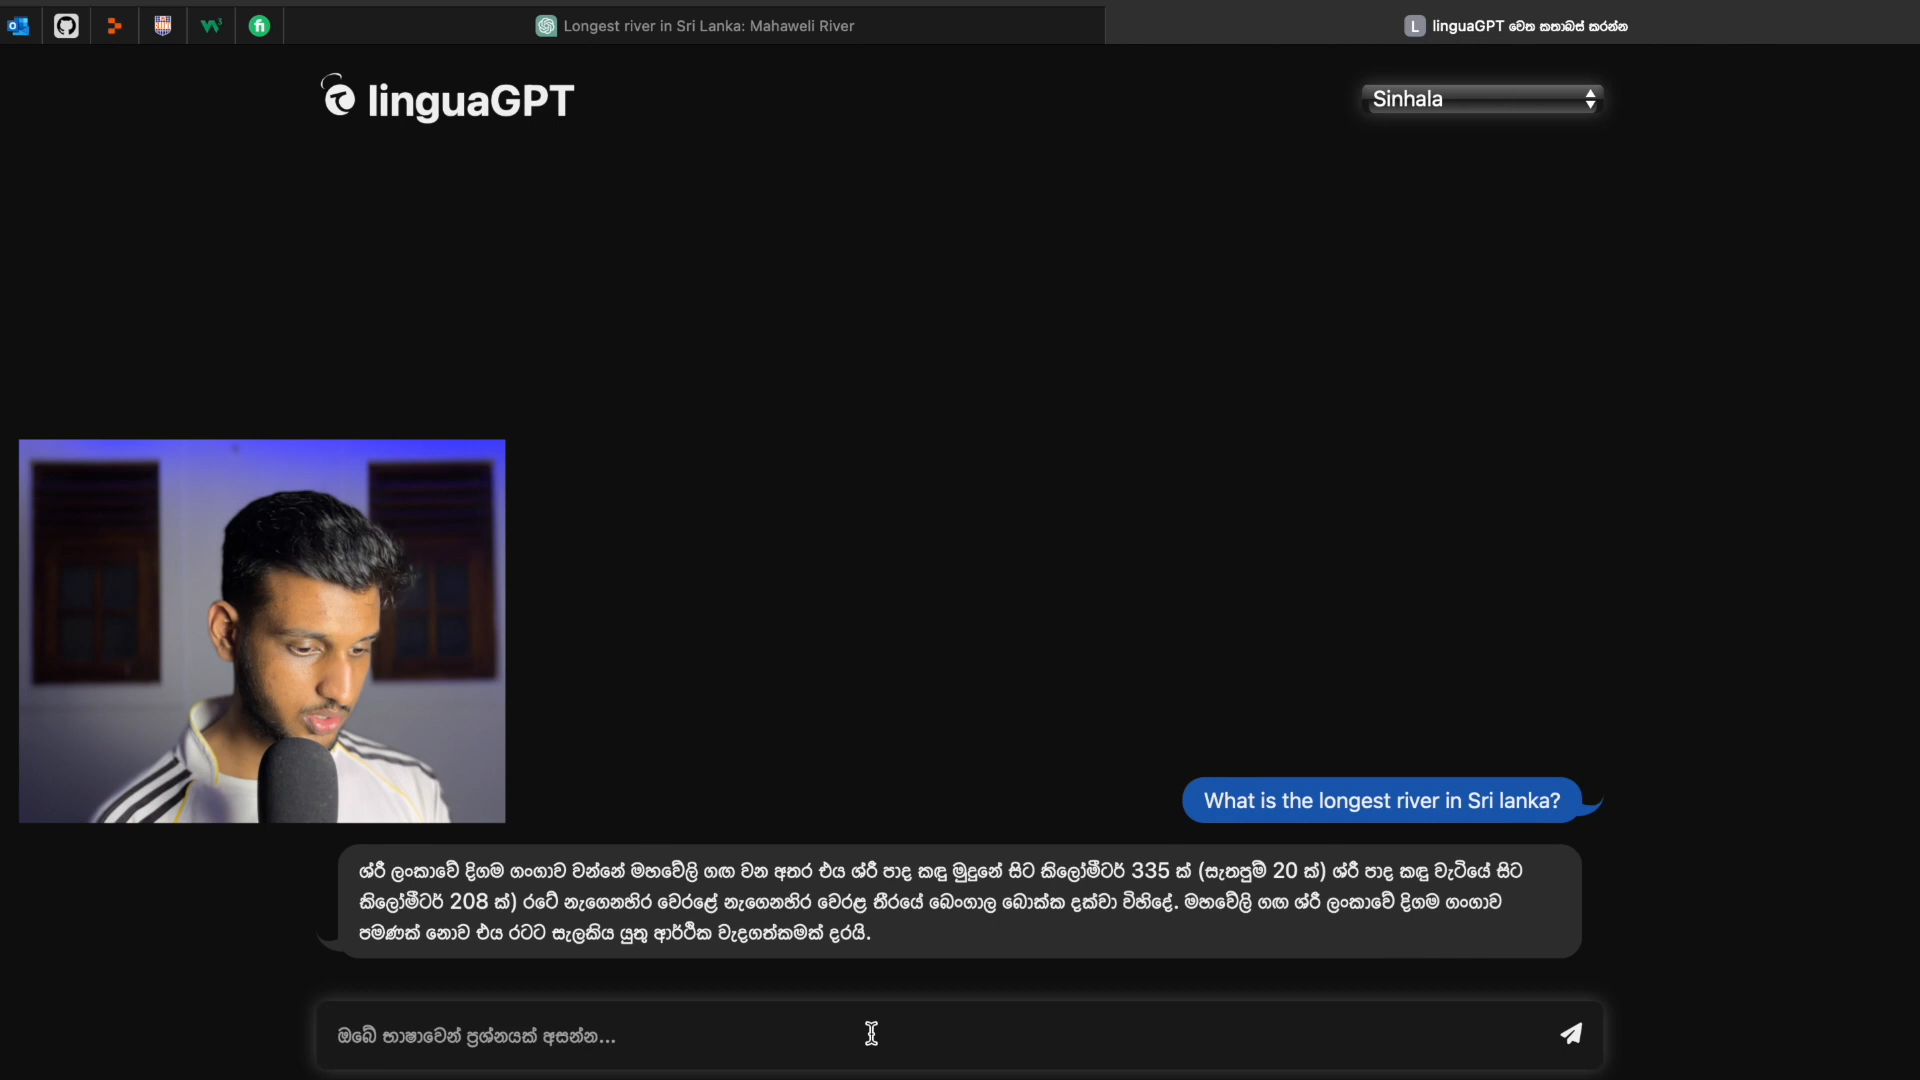 Longest river in Sri Lanka: Mahaweli River
L linguaGPT වෙත කතාබස් කරන්න
linguaGPT
Sinhala
What is the longest river in Sri lanka?
ශ්රී ලංකාවේ දිගම ගංගාව වන්නේ මහවේලි ගඟ වන අතර එය ශ්රී පාද කඳු මුදුනේ සිට කිලෝමීටර් 335 ක් (සැතපුම් 20 ක්) ශ්රී පාද කඳු වැටියේ සිට
කිලෝමීටර් 208 ක්) රටේ නැගෙනහිර වෙරළේ නැගෙනහිර වෙරළ තීරයේ බෙංගාල බොක්ක දක්වා විහිදේ. මහවේලි ගඟ ශ්රී ලංකාවේ දිගම ගංගාව
පමණක් නොව එය රටට සැලකිය යුතු ආර්ථික වැදගත්කමක් දරයි.
ඔබේ භාෂාවෙන් ප්‍රශ්නයක් අසන්න...